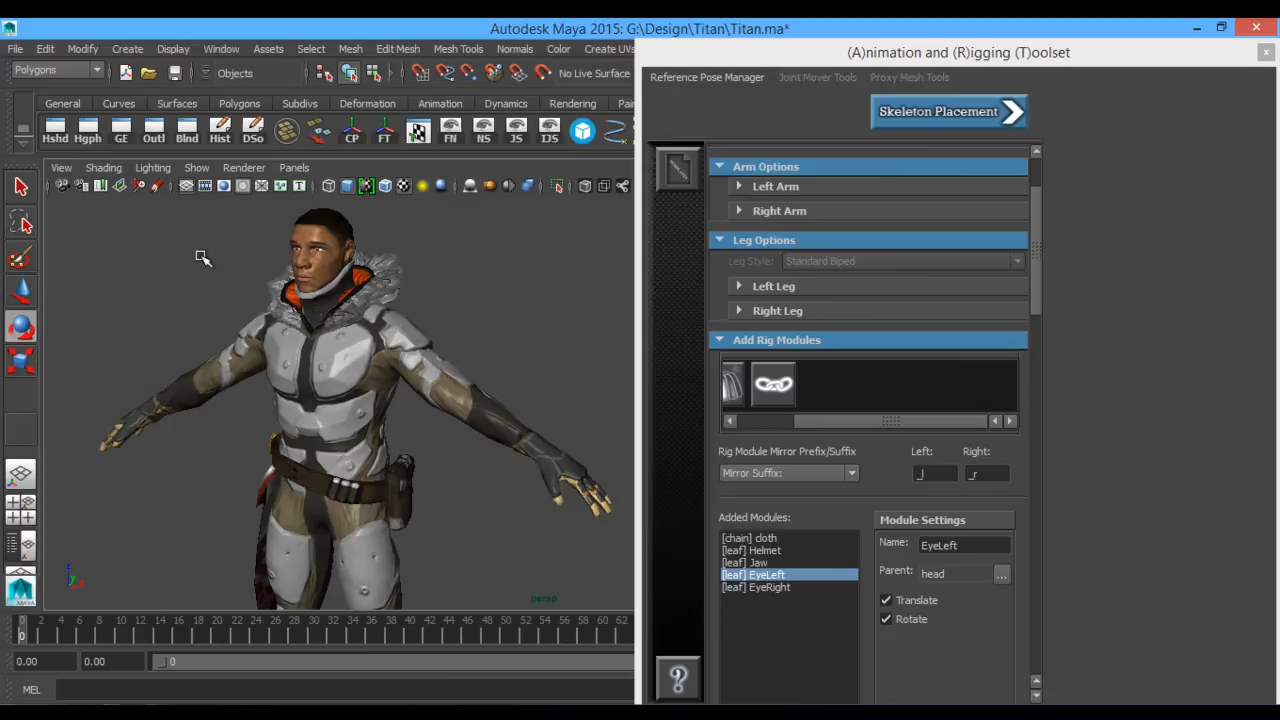 Autodesk Maya 2015: G:\Design\Titan\Titan.ma*
File Edit Modify Create Display Window Assets Select Mesh Edit Mesh Mesh Tools Normals Color Create UVs
(A)nimation and (R)igging (T)oolset
Polygons Objects No Live Surface
Reference Pose Manager Joint Mover Tools Proxy Mesh Tools
General Curves Surfaces Polygons Subdivs Deformation Animation Dynamics Rendering Pain
Skeleton Placement
Hshd Hgph GE Outl Blnd Hist DSo CP FT FN NS JS IJS
View Shading Lighting Show Renderer Panels
Arm Options
Left Arm
Right Arm
Leg Options
Leg Style: Standard Biped
Left Leg
Right Leg
Add Rig Modules
Rig Module Mirror Prefix/Suffix Left: Right:
Mirror Suffix: _l _r
Added Modules:
[chain] cloth
[leaf] Helmet
[leaf] Jaw
[leaf] EyeLeft
[leaf] EyeRight
Module Settings
Name: EyeLeft
Parent: head ...
Translate
Rotate
?
y x
persp
MAYA
0 2 4 6 8 10 12 14 16 18 20 22 24 26 28 30 32 34 36 38 40 42 44 46 48 50 52 54 56 58 60 62
0
0.00 0.00 0
MEL